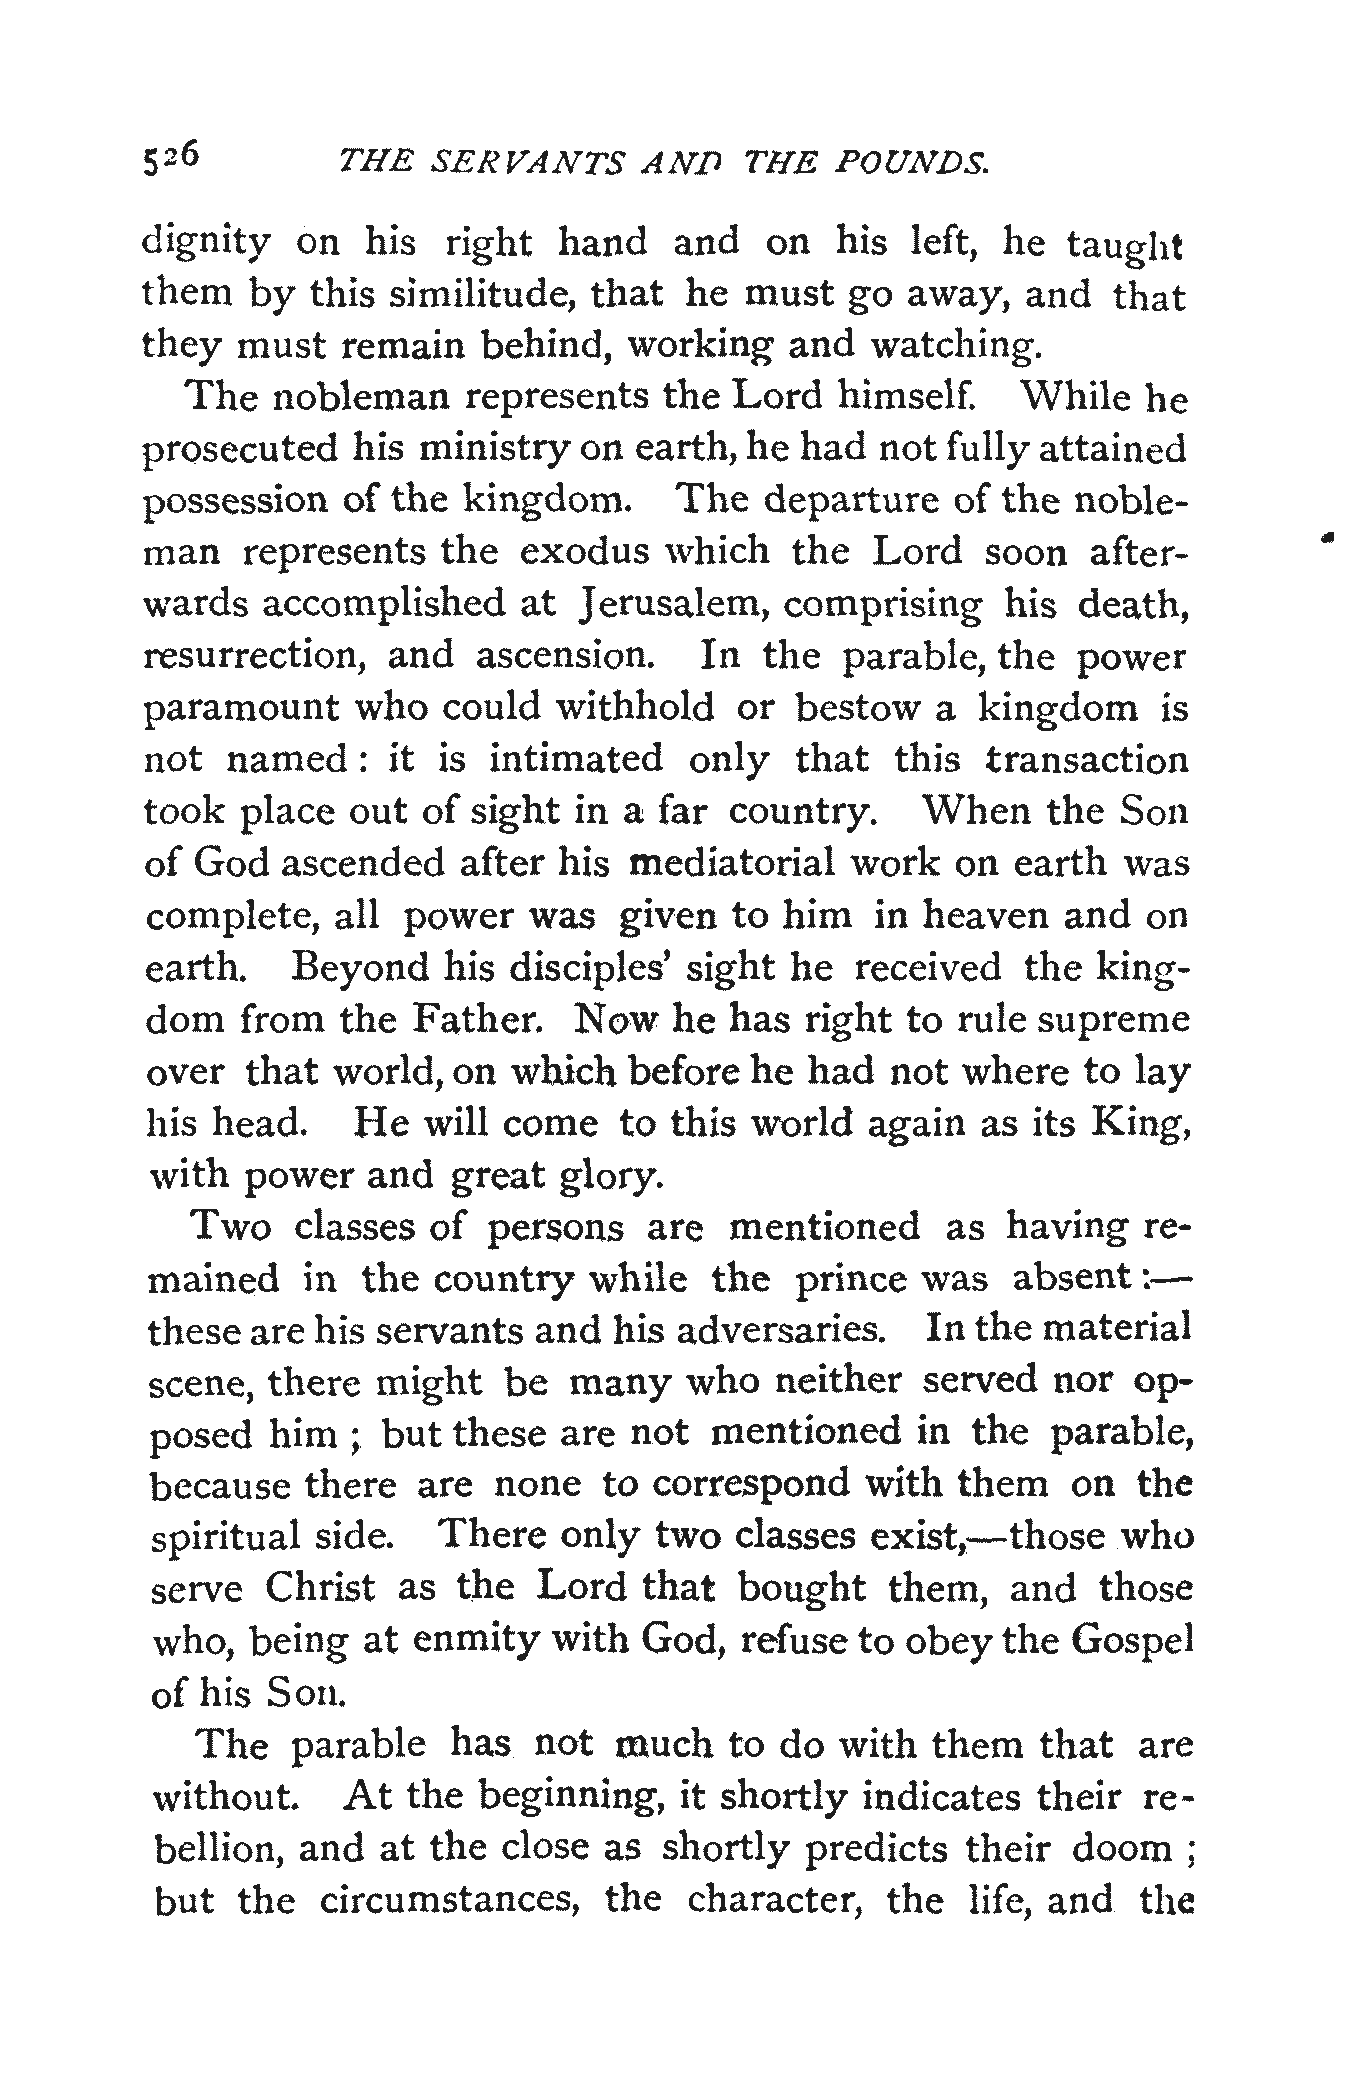 526 THE SERVANTS AND THE POUNDS.
dignity on his right hand and on his left, he taught
them by this similitude, that he must go away, and that
they must remain behind, working and watching.
The nobleman represents the Lord himself. While he
prosecuted his ministry on earth, he had not fully attained
possession of the kingdom. The departure of the noble-
man represents the exodus which the Lord soon after-
wards accomplished at Jerusalem, comprising his death,
resurrection, and ascension. In the parable, the power
paramount who could withhold or bestow a kingdom is
not named : it is intimated only that this transaction
took place out of sight in a far country. When the Son
of God ascended after his mediatorial work on earth was
complete, all power was given to him in heaven and on
earth. Beyond his disciples' sight he received the king-
dom from the Father. Now he has right to rule supreme
over that world, on which before he had not where to lay
his head. He will come to this world again as its King,
with power and great glory.
Two classes of persons are mentioned as having re-
mained in the country while the prince was absent :—
these are his servants and his adversaries. In the material
scene, there might be many who neither served nor op-
posed him ; but these are not mentioned in the parable,
because there are none to correspond with them on the
spiritual side. There only two classes exist,—those who
serve Christ as the Lord that bought them, and those
who, being at enmity with God, refuse to obey the Gospel
of his Son.
The parable has not much to do with them that are
without. At the beginning, it shortly indicates their re-
bellion, and at the close as shortly predicts their doom ;
but the circumstances, the character, the life, and the